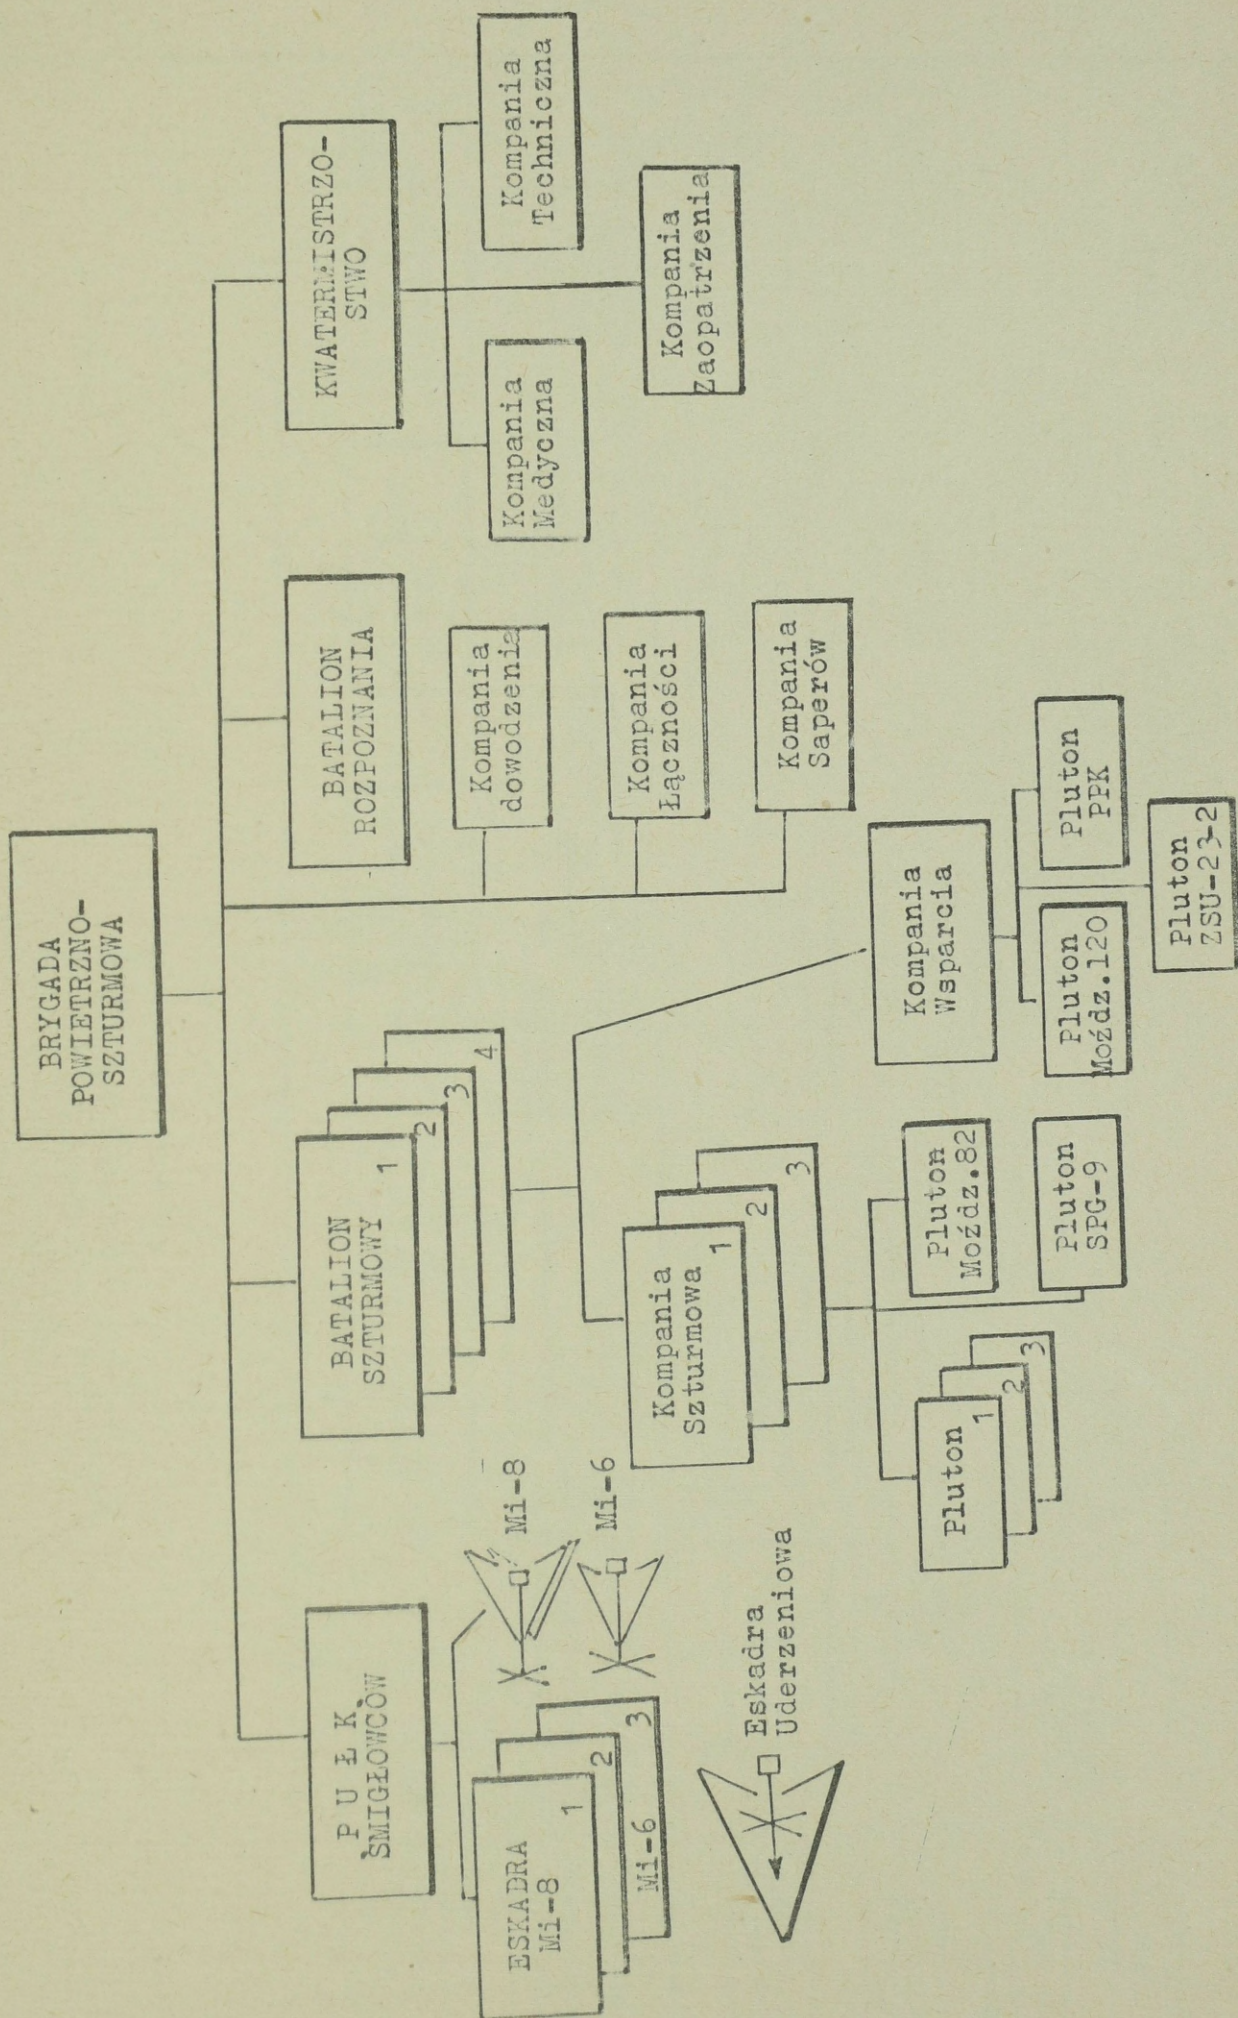 BRYGADA
POWIETRZNO-
SZTURMOWA
P U Ł K
ŚMIGŁOWCÓW
BATALION
SZTURMOWY
1
2
3
4
BATALION
ROZPOZNANIA
KWATERMISTRZO-
STWO
ESKADRA
Mi-8
1
2
3
Mi-6
Mi-8
Mi-6
Eskadra
Uderzeniowa
Kompania
Szturmowa
1
2
3
Pluton
1
2
3
Pluton
Moździ.82
Pluton
SPG-9
Kompania
Wsparcia
Pluton
Moździ.120
Pluton
PPK
Pluton
ZSU-23-2
Kompania
dowodzenia
Kompania
Łączności
Kompania
Saperów
Kompania
Medyczna
Kompania
Techniczna
Kompania
Zaopatrzenia